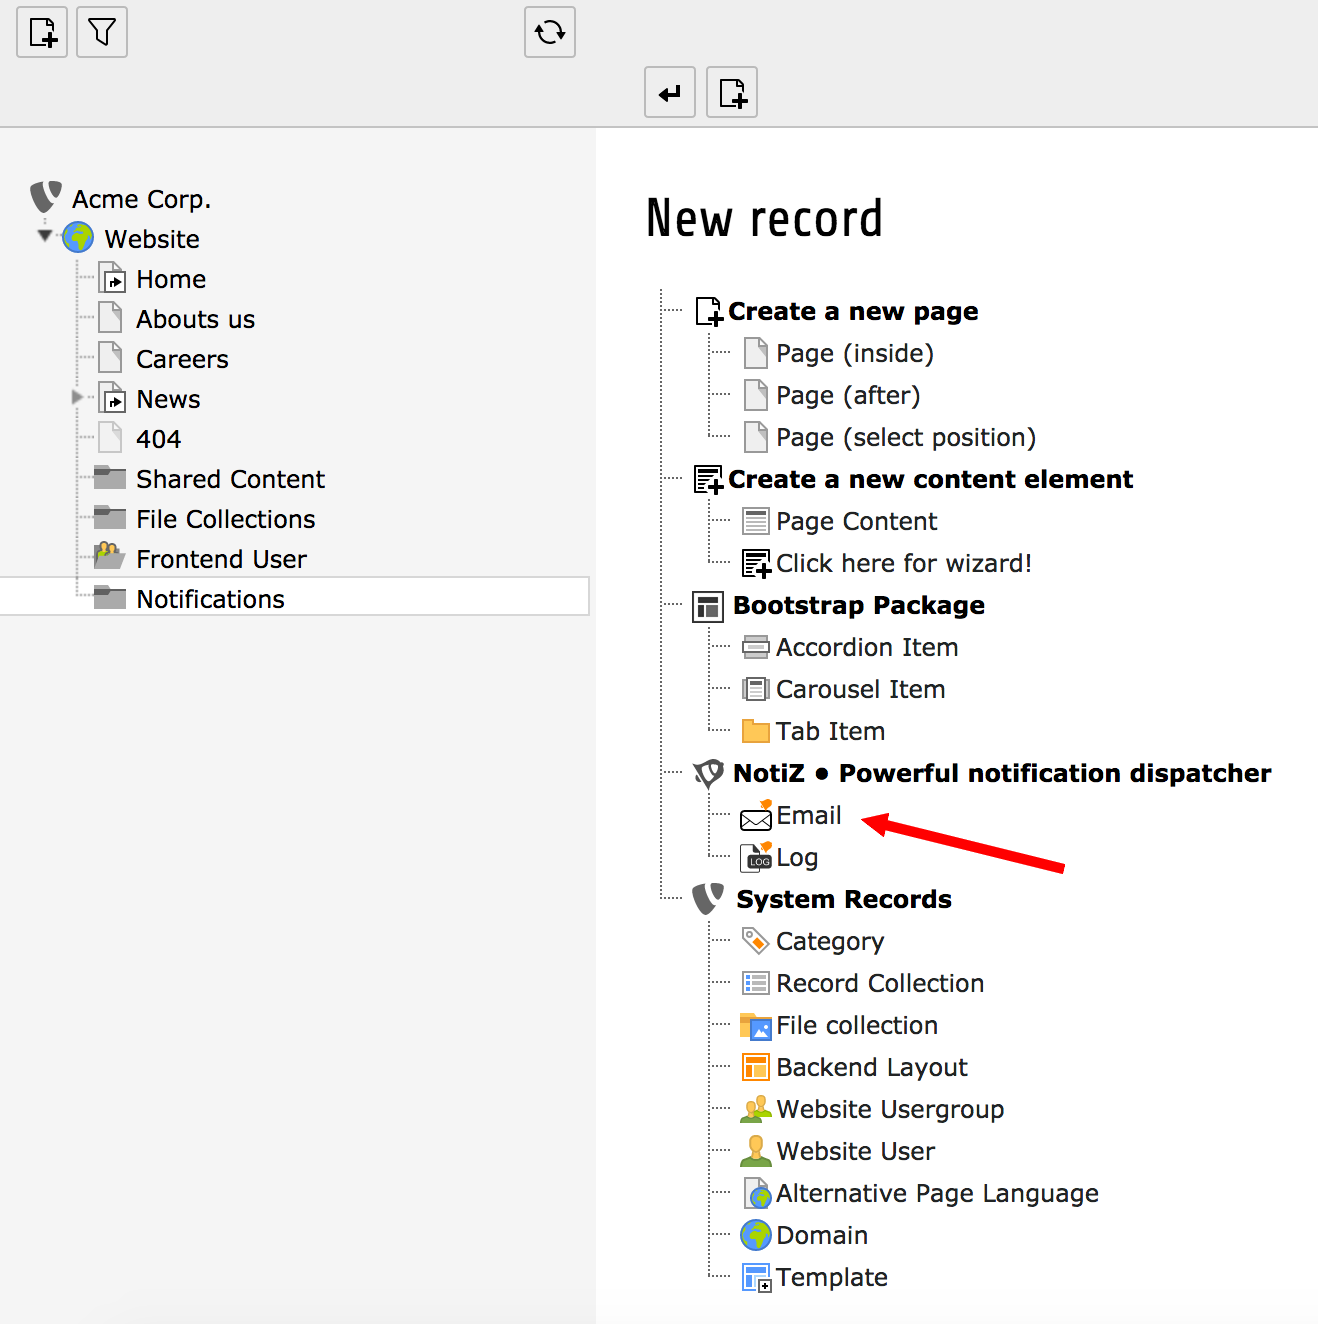 Acme Corp.
Website
Home
Abouts us
Careers
News
404
Shared Content
File Collections
Frontend User
Notifications
New record
Create a new page
Page (inside)
Page (after)
Page (select position)
Create a new content element
Page Content
Click here for wizard!
Bootstrap Package
Accordion Item
Carousel Item
Tab Item
NotiZ • Powerful notification dispatcher
Email
LOG Log
System Records
Category
Record Collection
File collection
Backend Layout
Website Usergroup
Website User
Alternative Page Language
Domain
Template